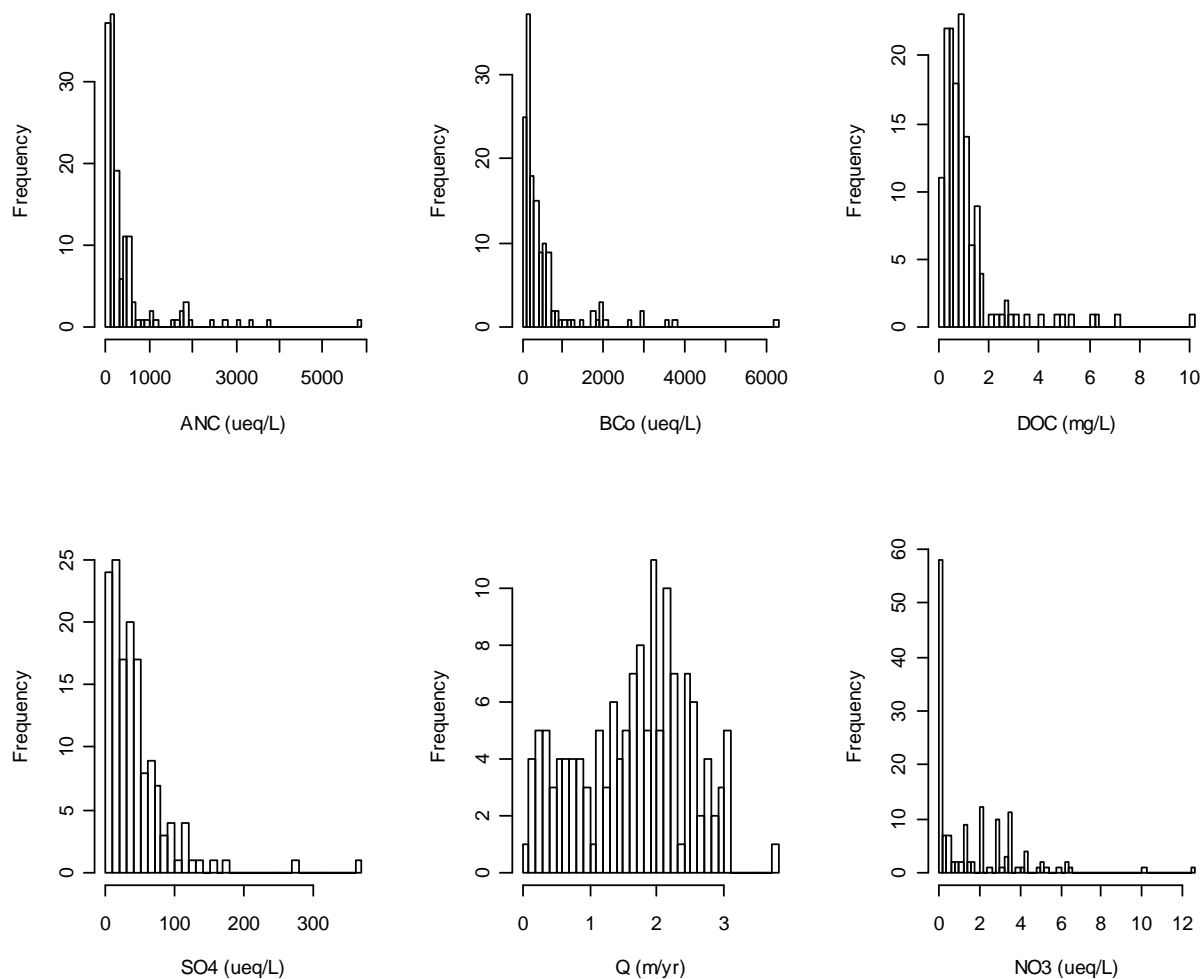 Frequency
0 10 20 30
0 1000 3000 5000
ANC (ueq/L)
Frequency
0 10 20 30
0 2000 4000 6000
BCo (ueq/L)
Frequency
0 5 10 15 20
0 2 4 6 8 10
DOC (mg/L)
Frequency
0 5 10 15 20 25
0 100 200 300
SO4 (ueq/L)
Frequency
0 2 4 6 8 10
0 1 2 3
Q (m/yr)
Frequency
0 10 20 30 40 50 60
0 2 4 6 8 10 12
NO3 (ueq/L)